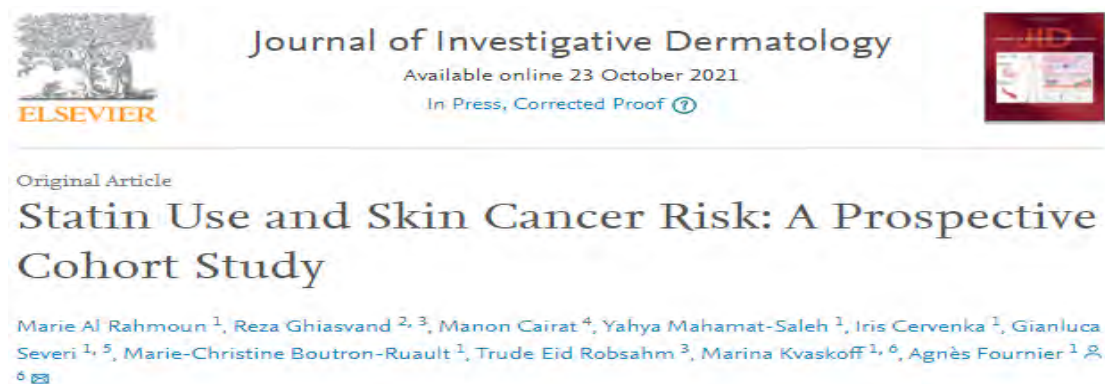 Journal of Investigative Dermatology
Available online 23 October 2021
In Press, Corrected Proof ?
ELSEVIER
JID
Original Article
Statin Use and Skin Cancer Risk: A Prospective
Cohort Study
Marie Al Rahmoun 1, Reza Ghiasvand 2, 3, Manon Cairat 4, Yahya Mahamat-Saleh 1, Iris Cervenka 1, Gianluca
Severi 1, 5, Marie-Christine Boutron-Ruault 1, Trude Eid Robsahm 3, Marina Kvaskoff 1, 6, Agnès Fournier 1
6